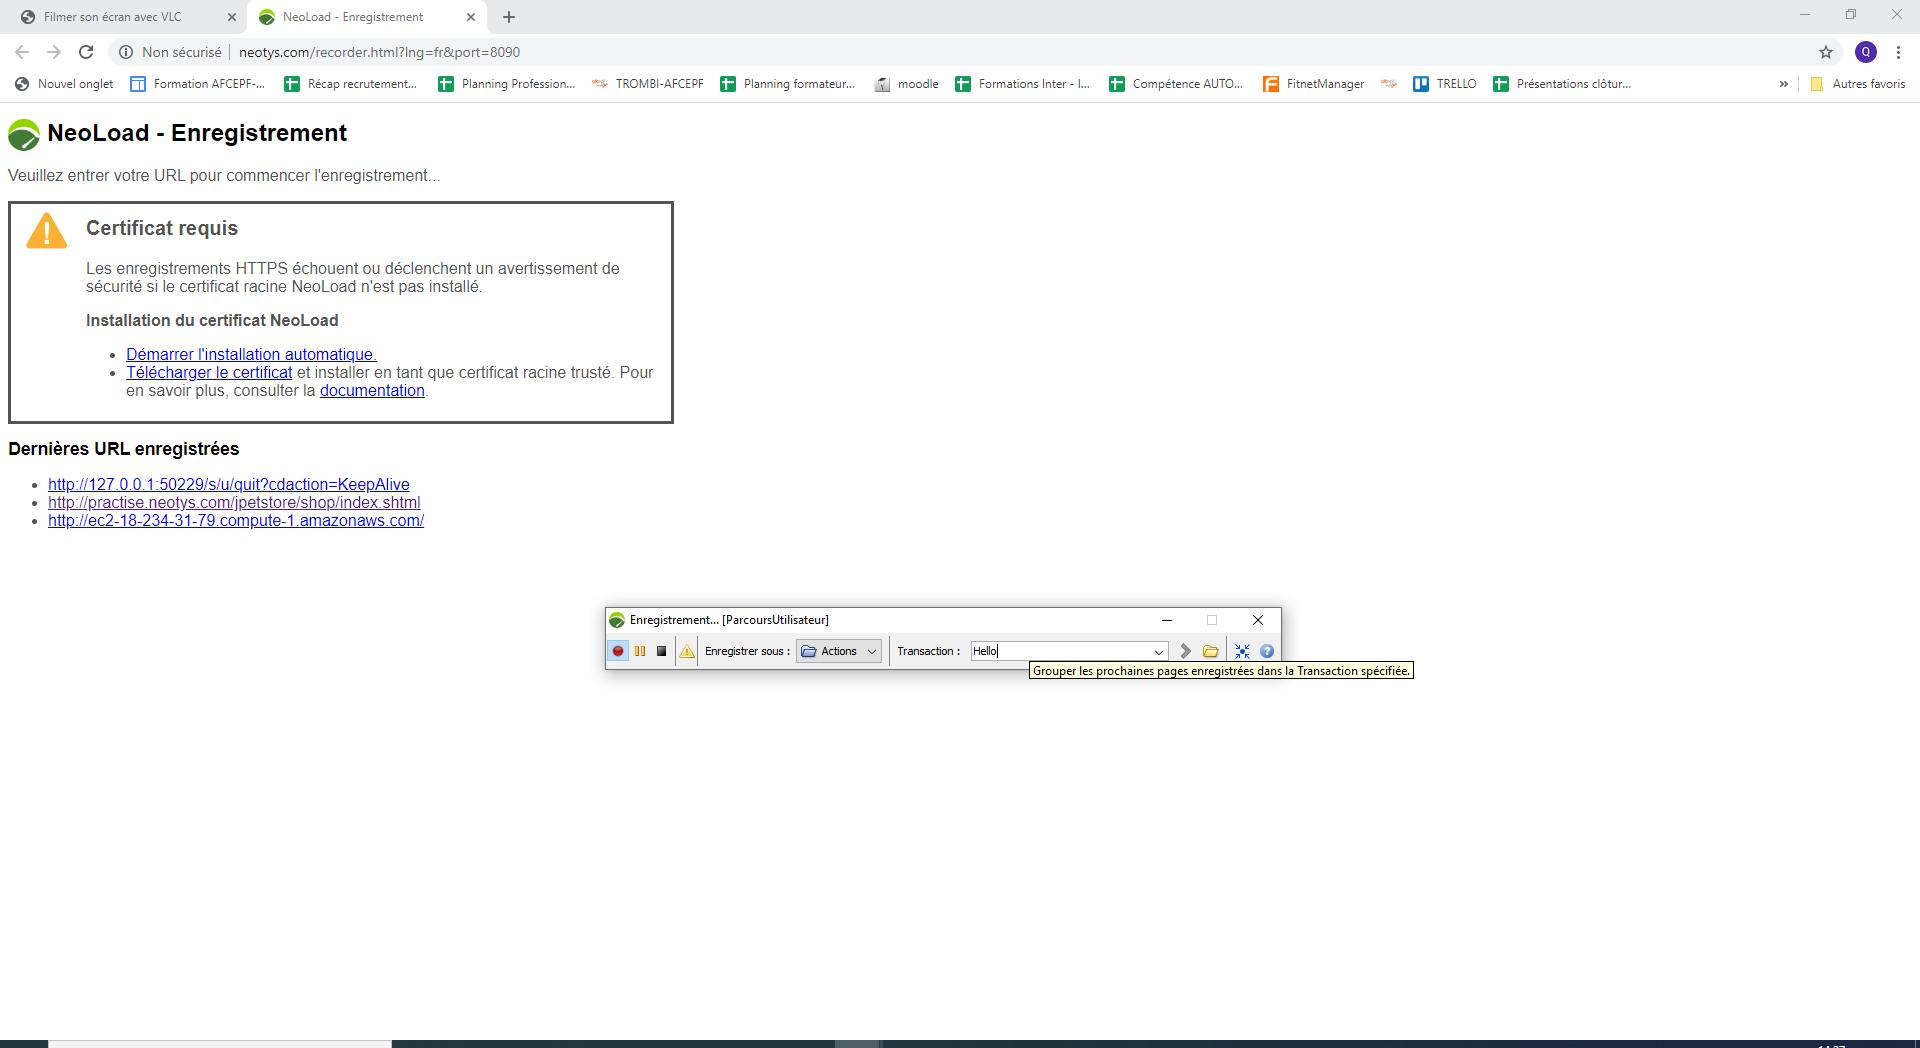 Filmer son écran avec VLC
NeoLoad - Enregistrement
Non sécurisé | neotys.com/recorder.html?lng=fr&port=8090
Q
Nouvel onglet
Formation AFCEPF-...
Récap recrutement...
Planning Profession...
TROMBI-AFCEPF
Planning formateur...
moodle
Formations Inter - I...
Compétence AUTO...
FitnetManager
TRELLO
Présentations clôtur...
»
Autres favoris
NeoLoad - Enregistrement
Veuillez entrer votre URL pour commencer l'enregistrement...
Certificat requis
Les enregistrements HTTPS échouent ou déclenchent un avertissement de
sécurité si le certificat racine NeoLoad n'est pas installé.
Installation du certificat NeoLoad
• Démarrer l'installation automatique.
• Télécharger le certificat et installer en tant que certificat racine trusté. Pour
en savoir plus, consulter la documentation.
Dernières URL enregistrées
• http://127.0.0.1:50229/s/u/quit?cdaction=KeepAlive
• http://practise.neotys.com/jpetstore/shop/index.shtml
• http://ec2-18-234-31-79.compute-1.amazonaws.com/
Enregistrement... [ParcoursUtilisateur]
Enregistrer sous : Actions Transaction : Hello
Grouper les prochaines pages enregistrées dans la Transaction spécifiée.